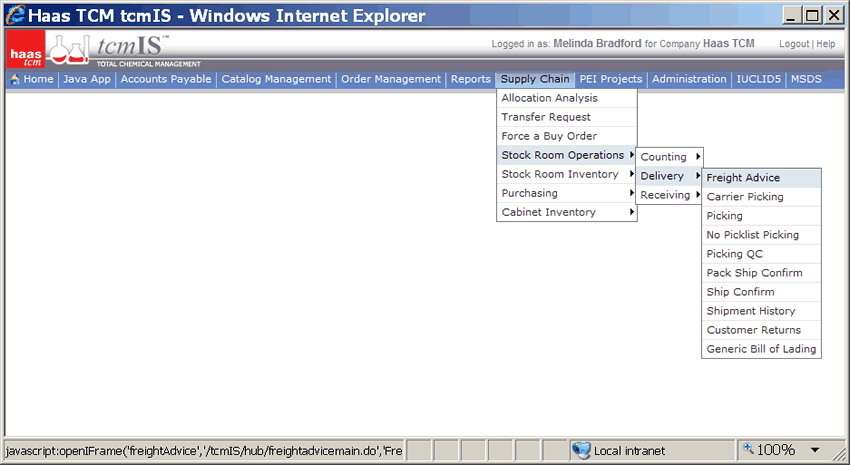 Haas TCM tcmIS - Windows Internet Explorer
haas tcm
tcmIS™
TOTAL CHEMICAL MANAGEMENT
Logged in as: Melinda Bradford for Company Haas TCM
Logout | Help
Home | Java App | Accounts Payable | Catalog Management | Order Management | Reports | Supply Chain | PEI Projects | Administration | IUCLID5 | MSDS
Allocation Analysis
Transfer Request
Force a Buy Order
Stock Room Operations
Stock Room Inventory
Purchasing
Cabinet Inventory
Counting
Delivery
Receiving
Freight Advice
Carrier Picking
Picking
No Picklist Picking
Picking QC
Pack Ship Confirm
Ship Confirm
Shipment History
Customer Returns
Generic Bill of Lading
javascript:openIFrame('freightAdvice','/tcmIS/hub/freightadvicemain.do','Fre
Local intranet
100%